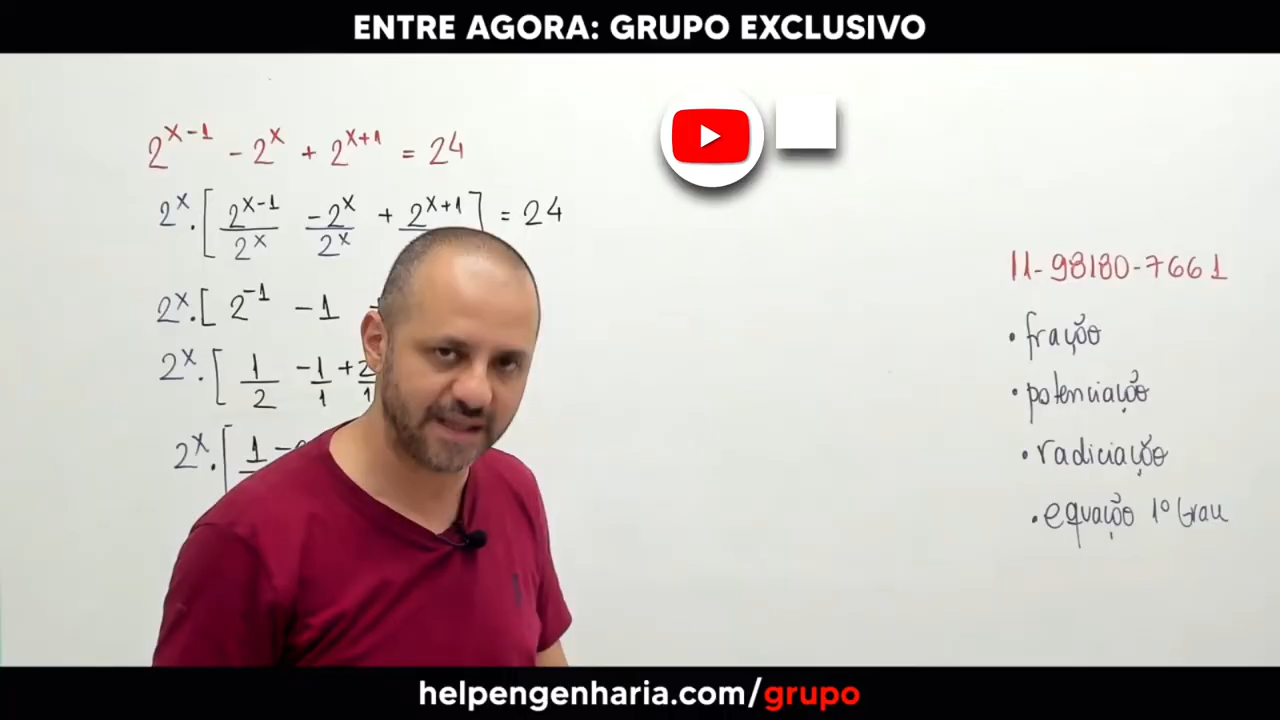 ENTRE AGORA: GRUPO EXCLUSIVO
2^{x-1} - 2^x + 2^{x+1} = 24
2^x · [ 2^{x-1}/2^x - 2^x/2^x + 2^{x+1} ] = 24
2^x · [ 2^{-1} - 1
2^x · [ 1/2 - 1/1 + 2/1
2^x · [ 1 -
11-98180-7661
• fração
• potenciação
• radiciação
• equação 1º Grau
helpengenharia.com/grupo